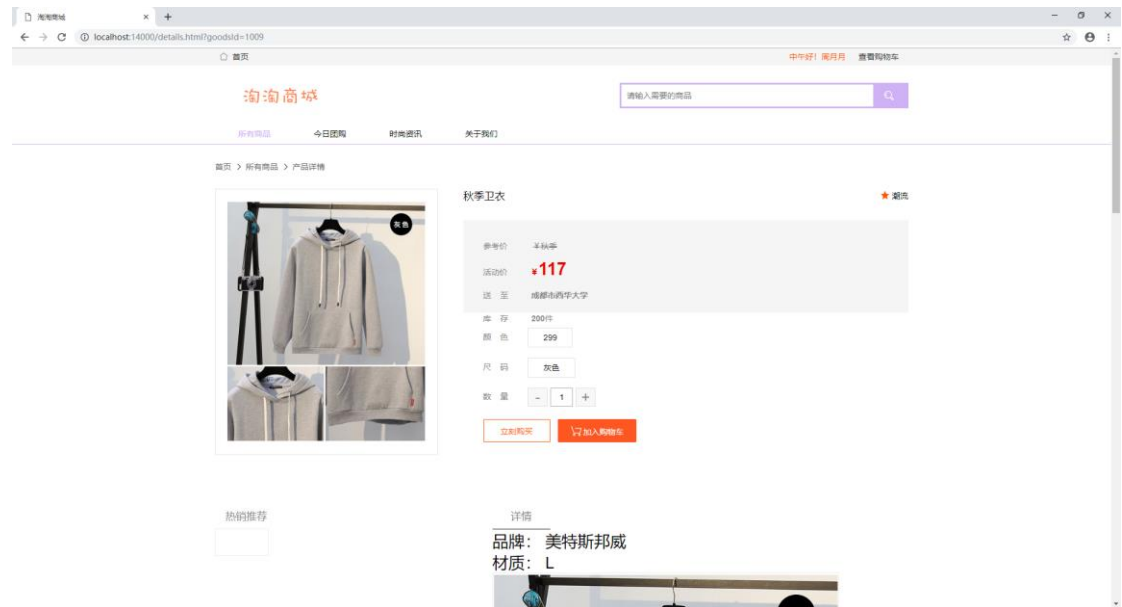 淘淘商城
localhost:14000/details.html?goodsId=1009
首页
中午好！周月月 查看购物车
淘淘商城
请输入需要的商品
所有商品 今日团购 时尚资讯 关于我们
首页 > 所有商品 > 产品详情
秋季卫衣
潮流
灰色
参考价 ¥秋季
活动价 ¥117
送 至 成都市西华大学
库 存 200件
颜 色 299
尺 码 灰色
数 量 - 1 +
立刻购买 加入购物车
热销推荐
详情
品牌： 美特斯邦威
材质： L